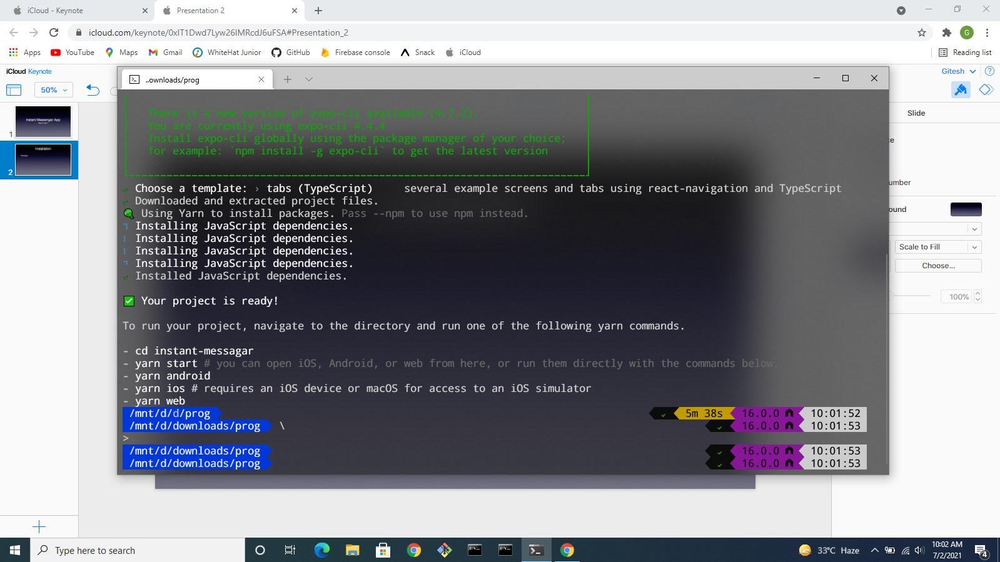 iCloud - Keynote
Presentation 2
icloud.com/keynote/0xIT1Dwd7Lyw26IMRcdJ6uFSA#Presentation_2
G
Apps
YouTube
Maps
Gmail
WhiteHat Junior
GitHub
Firebase console
Snack
iCloud
Reading list
iCloud Keynote
Gitesh
50%
..ownloads/prog
Slide
1
Instant Messenger App
2
Installation
There is a new version of expo-cli available (4.7.2).
You are currently using expo-cli 4.4.4
Install expo-cli globally using the package manager of your choice;
for example: `npm install -g expo-cli` to get the latest version
Choose a template: › tabs (TypeScript) several example screens and tabs using react-navigation and TypeScript
Downloaded and extracted project files.
Using Yarn to install packages. Pass --npm to use npm instead.
Installing JavaScript dependencies.
Installing JavaScript dependencies.
Installing JavaScript dependencies.
Installing JavaScript dependencies.
Installed JavaScript dependencies.
Your project is ready!
To run your project, navigate to the directory and run one of the following yarn commands.
- cd instant-messagar
- yarn start # you can open iOS, Android, or web from here, or run them directly with the commands below.
- yarn android
- yarn ios # requires an iOS device or macOS for access to an iOS simulator
- yarn web
/mnt/d/d/prog 5m 38s 16.0.0 10:01:52
/mnt/d/downloads/prog \ 16.0.0 10:01:53
>
/mnt/d/downloads/prog 16.0.0 10:01:53
/mnt/d/downloads/prog 16.0.0 10:01:53
e
umber
ound
Scale to Fill
Choose...
100%
Type here to search
33°C Haze
10:02 AM
7/2/2021
4